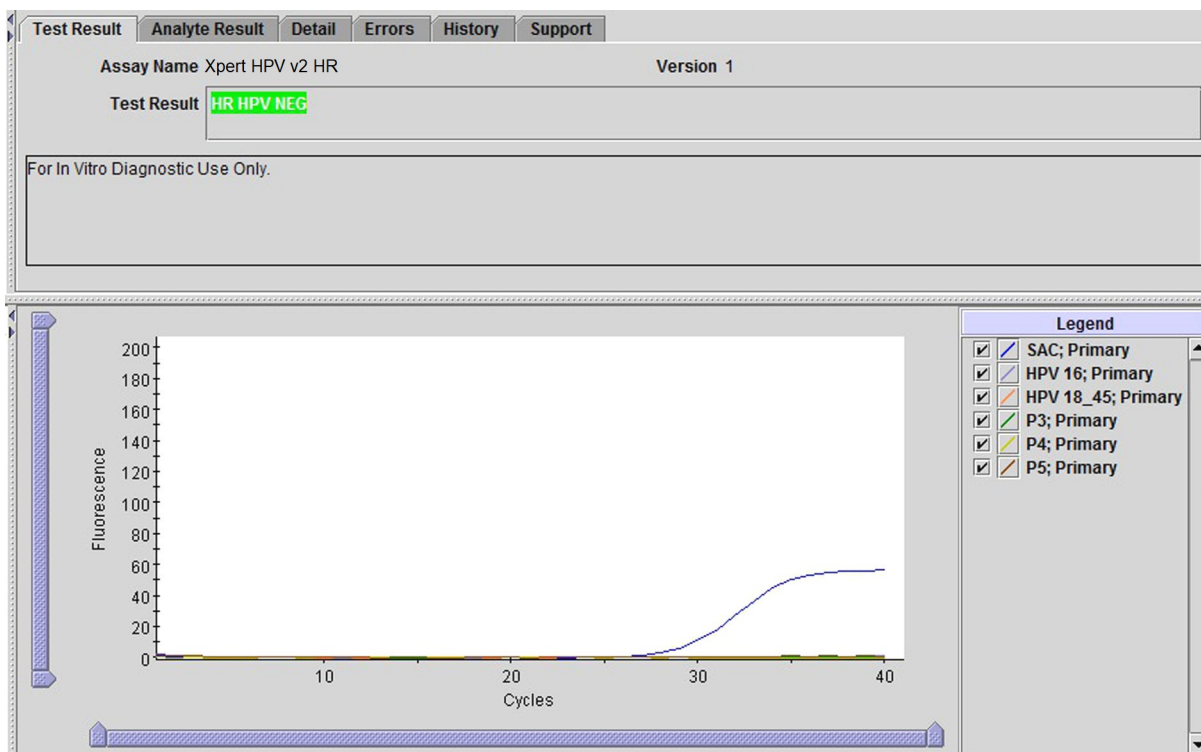 Test Result Analyte Result Detail Errors History Support
Assay Name Xpert HPV v2 HR Version 1
Test Result HR HPV NEG
For In Vitro Diagnostic Use Only.
Legend
SAC; Primary
HPV 16; Primary
HPV 18_45; Primary
P3; Primary
P4; Primary
P5; Primary
Fluorescence
200
180
160
140
120
100
80
60
40
20
0
10 20 30 40
Cycles